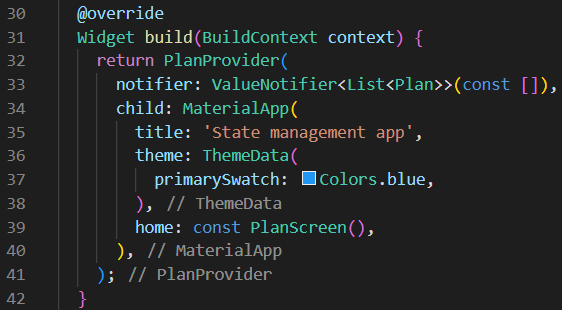 30 @override
31 Widget build(BuildContext context) {
32 return PlanProvider(
33 notifier: ValueNotifier<List<Plan>>(const []),
34 child: MaterialApp(
35 title: 'State management app',
36 theme: ThemeData(
37 primarySwatch: Colors.blue,
38 ), // ThemeData
39 home: const PlanScreen(),
40 ), // MaterialApp
41 ); // PlanProvider
42 }